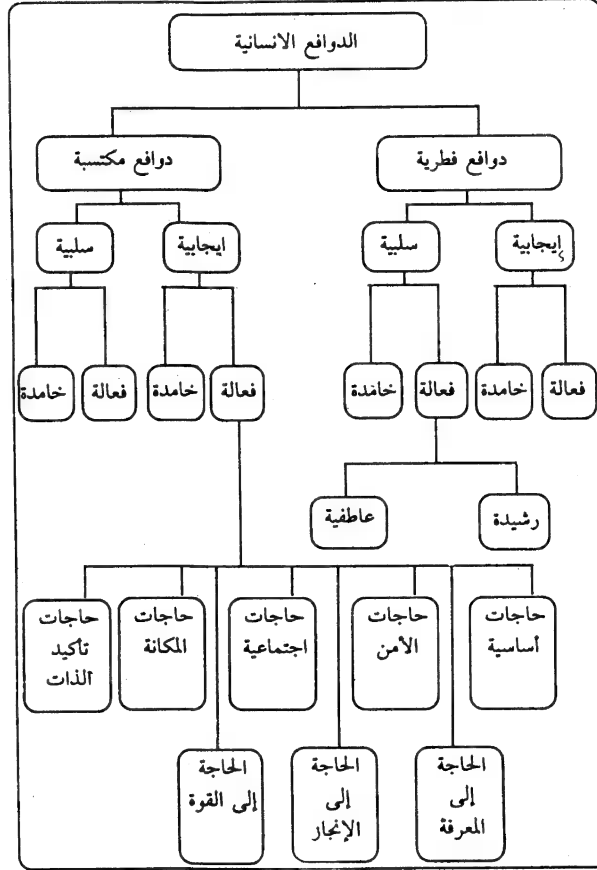 الدوافع الانسانية
دوافع فطرية
دوافع مكتسبة
إيجابية
سلبية
ايجابية
سلبية
فعالة
خامدة
فعالة
خامدة
فعالة
خامدة
فعالة
خامدة
رشيدة
عاطفية
حاجات
أساسية
حاجات
الأمن
حاجات
اجتماعية
حاجات
المكانة
حاجات
تأكيد
الذات
الحاجة
إلى
المعرفة
الحاجة
إلى
الإنجاز
الحاجة
إلى القوة